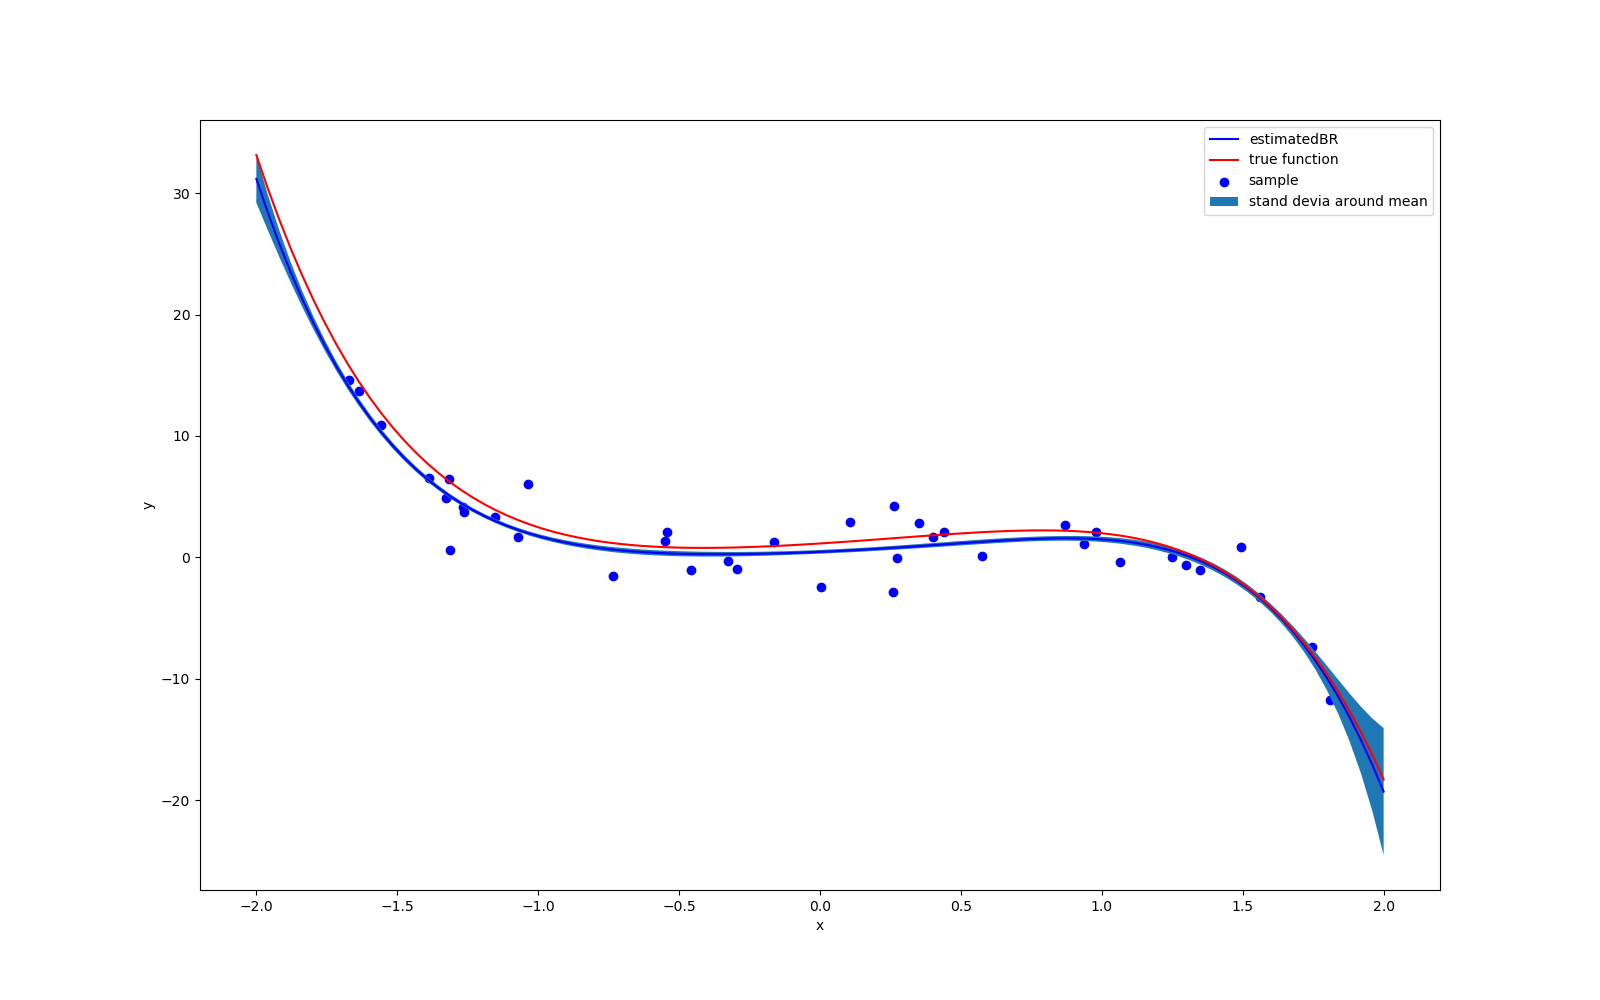 estimatedBR
true function
sample
stand devia around mean
30
20
10
0
−10
−20
y
−2.0 −1.5 −1.0 −0.5 0.0 0.5 1.0 1.5 2.0
x